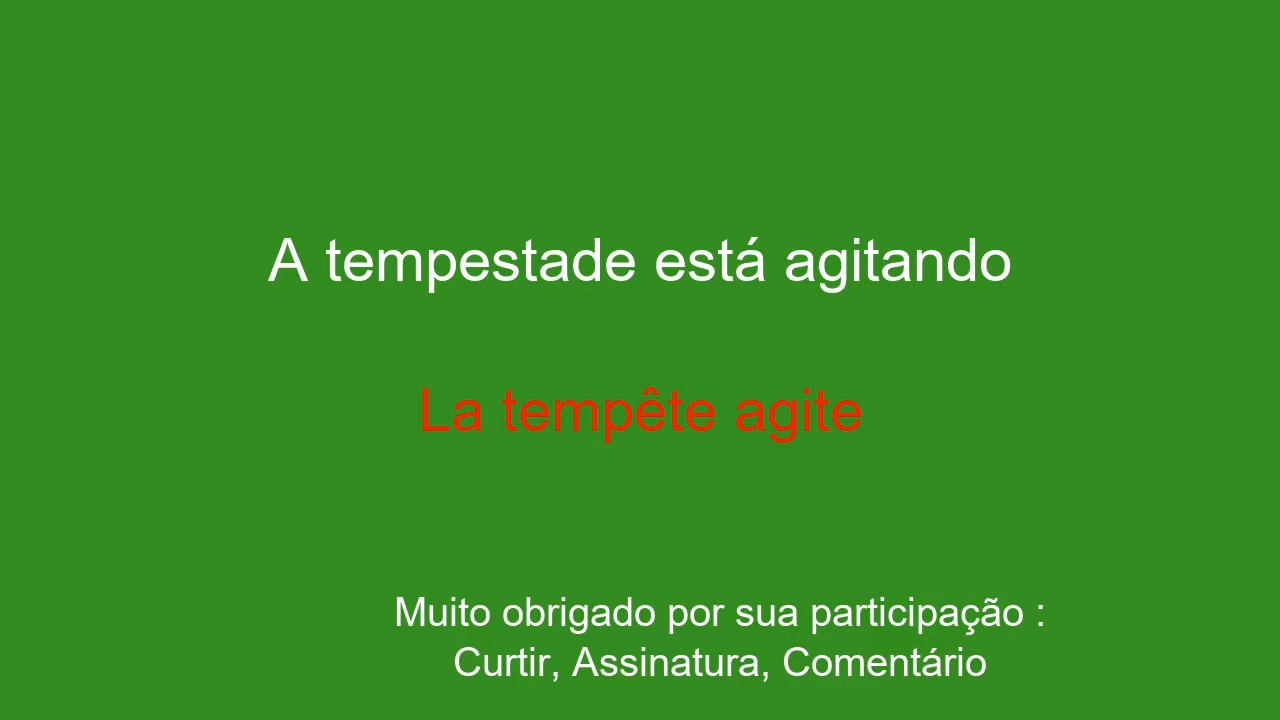 A tempestade está agitando
La tempête agite
Muito obrigado por sua participação :
Curtir, Assinatura, Comentário